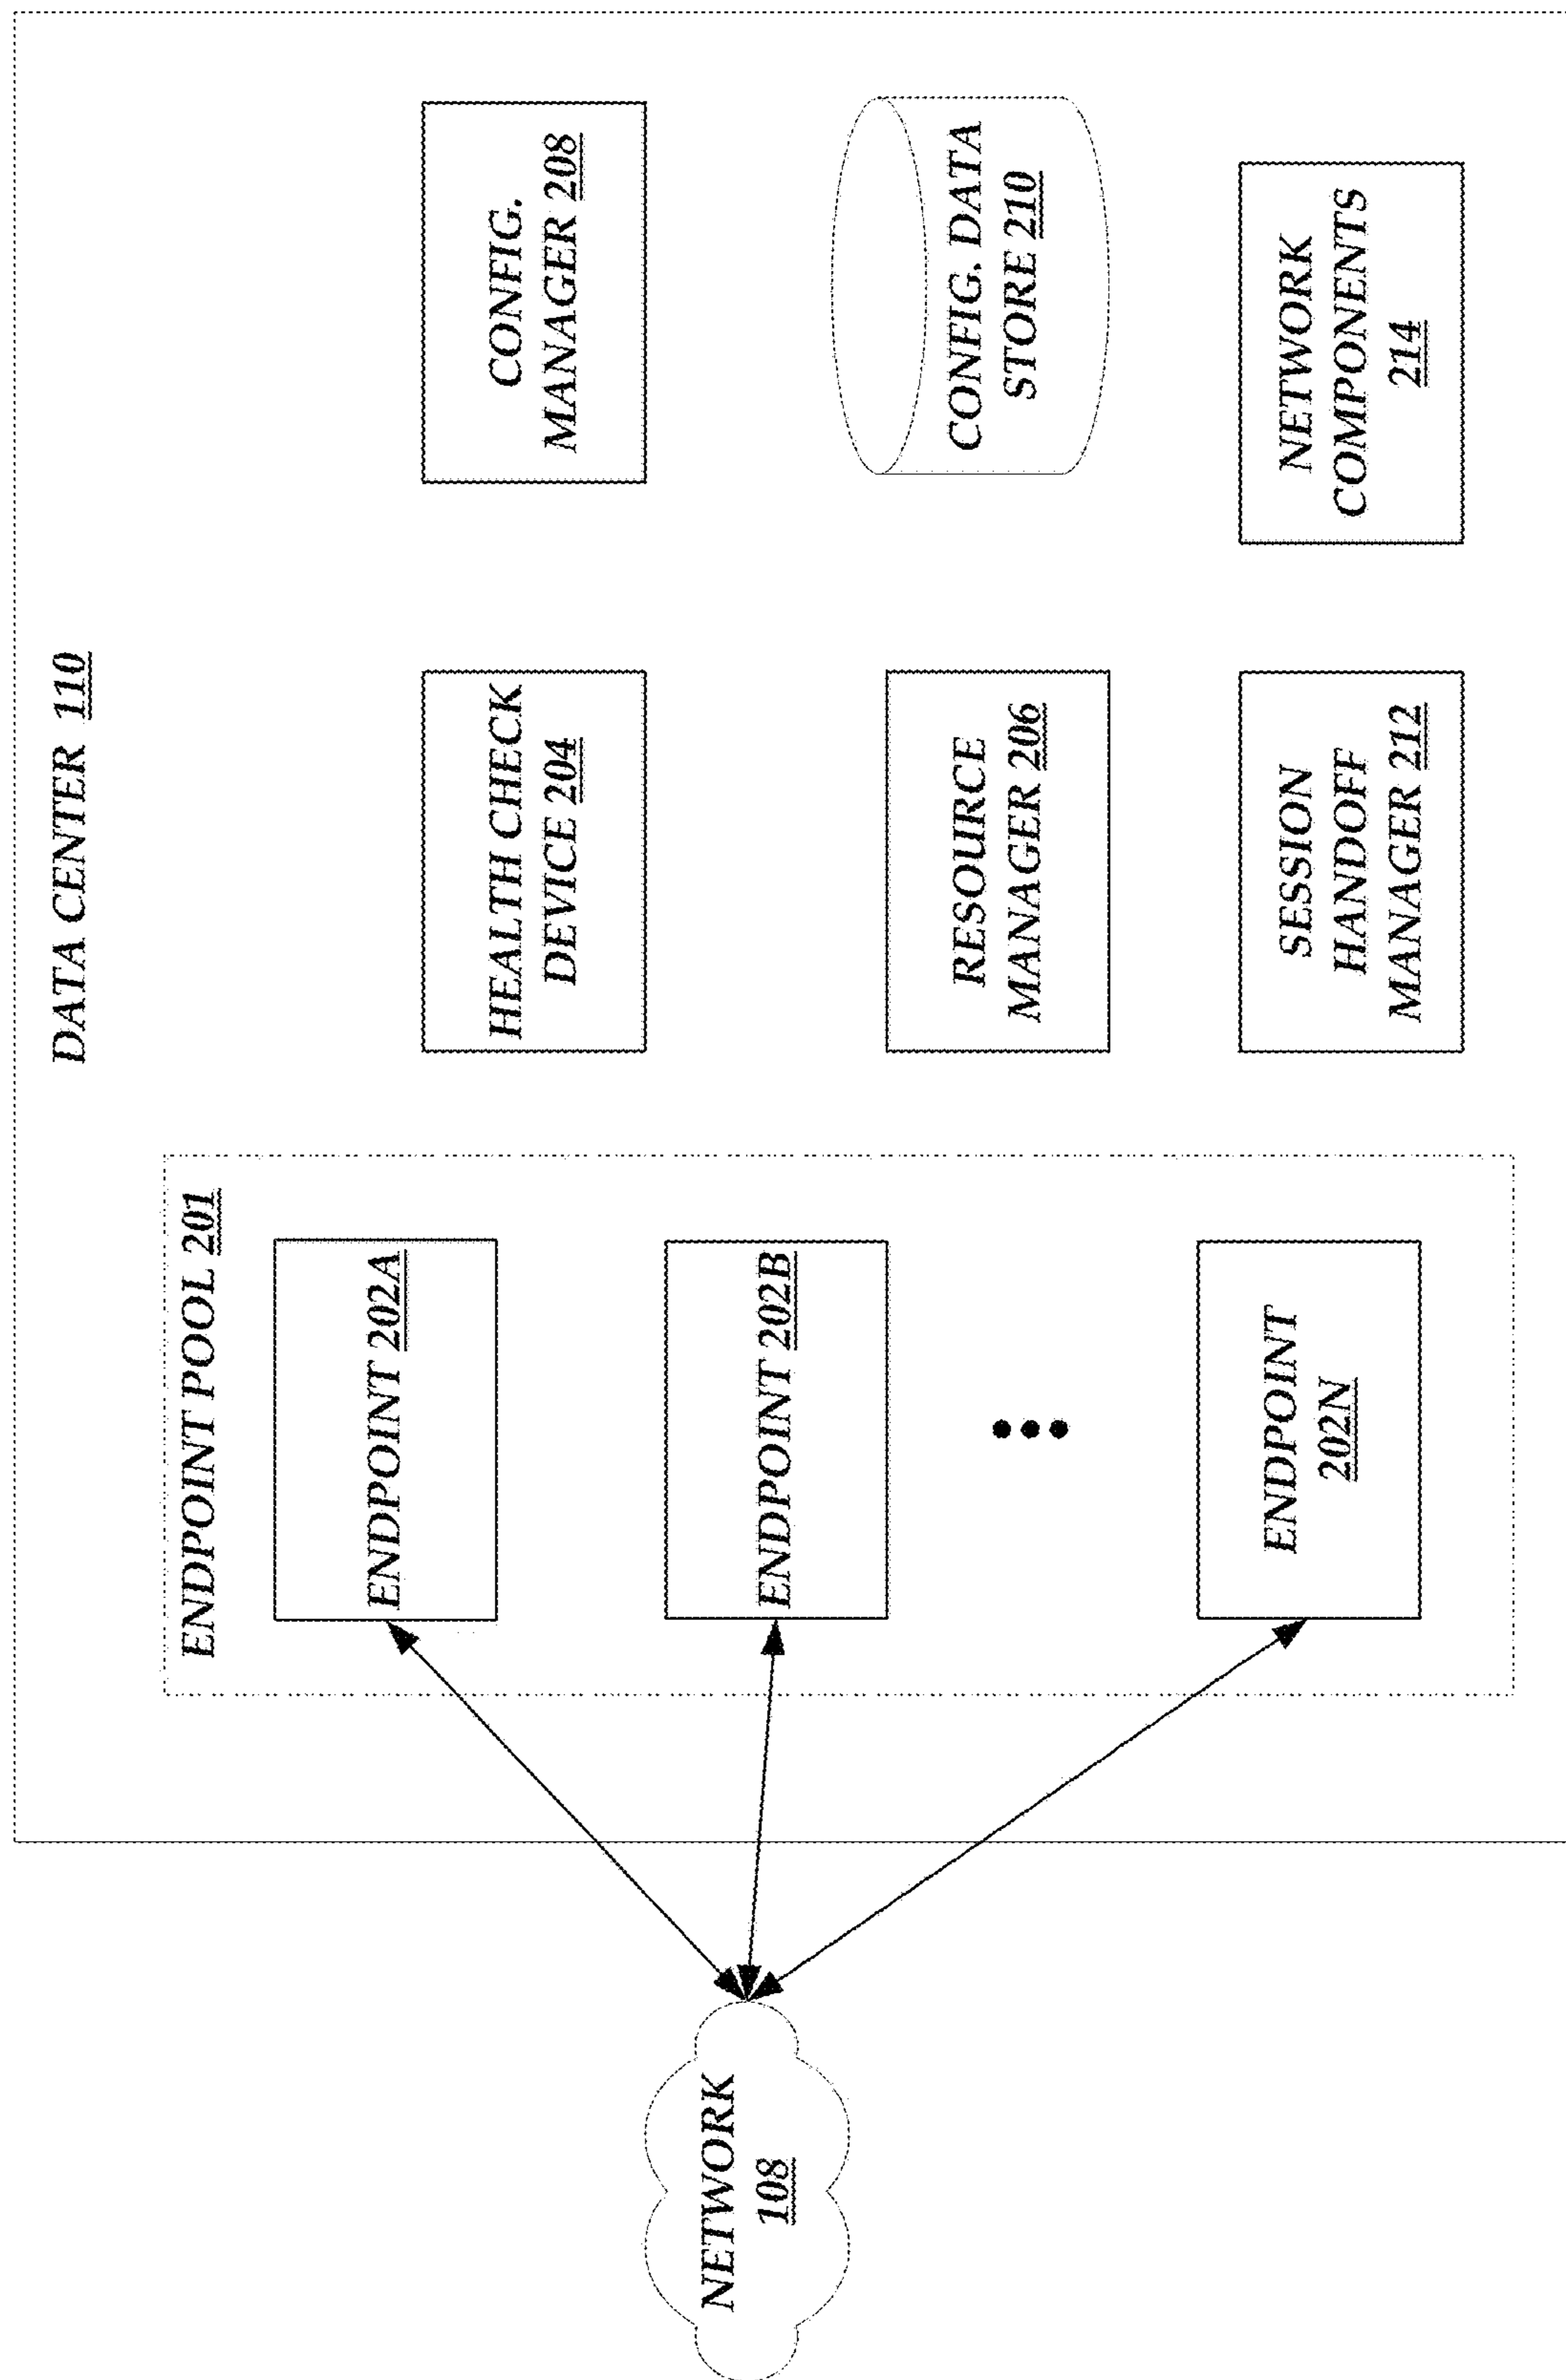 DATA CENTER 110
ENDPOINT POOL 201
ENDPOINT 202A
ENDPOINT 202B
ENDPOINT
202N
HEALTH CHECK
DEVICE 204
RESOURCE
MANAGER 206
SESSION
HANDOFF
MANAGER 212
CONFIG.
MANAGER 208
CONFIG. DATA
STORE 210
NETWORK
COMPONENTS
214
NETWORK
108